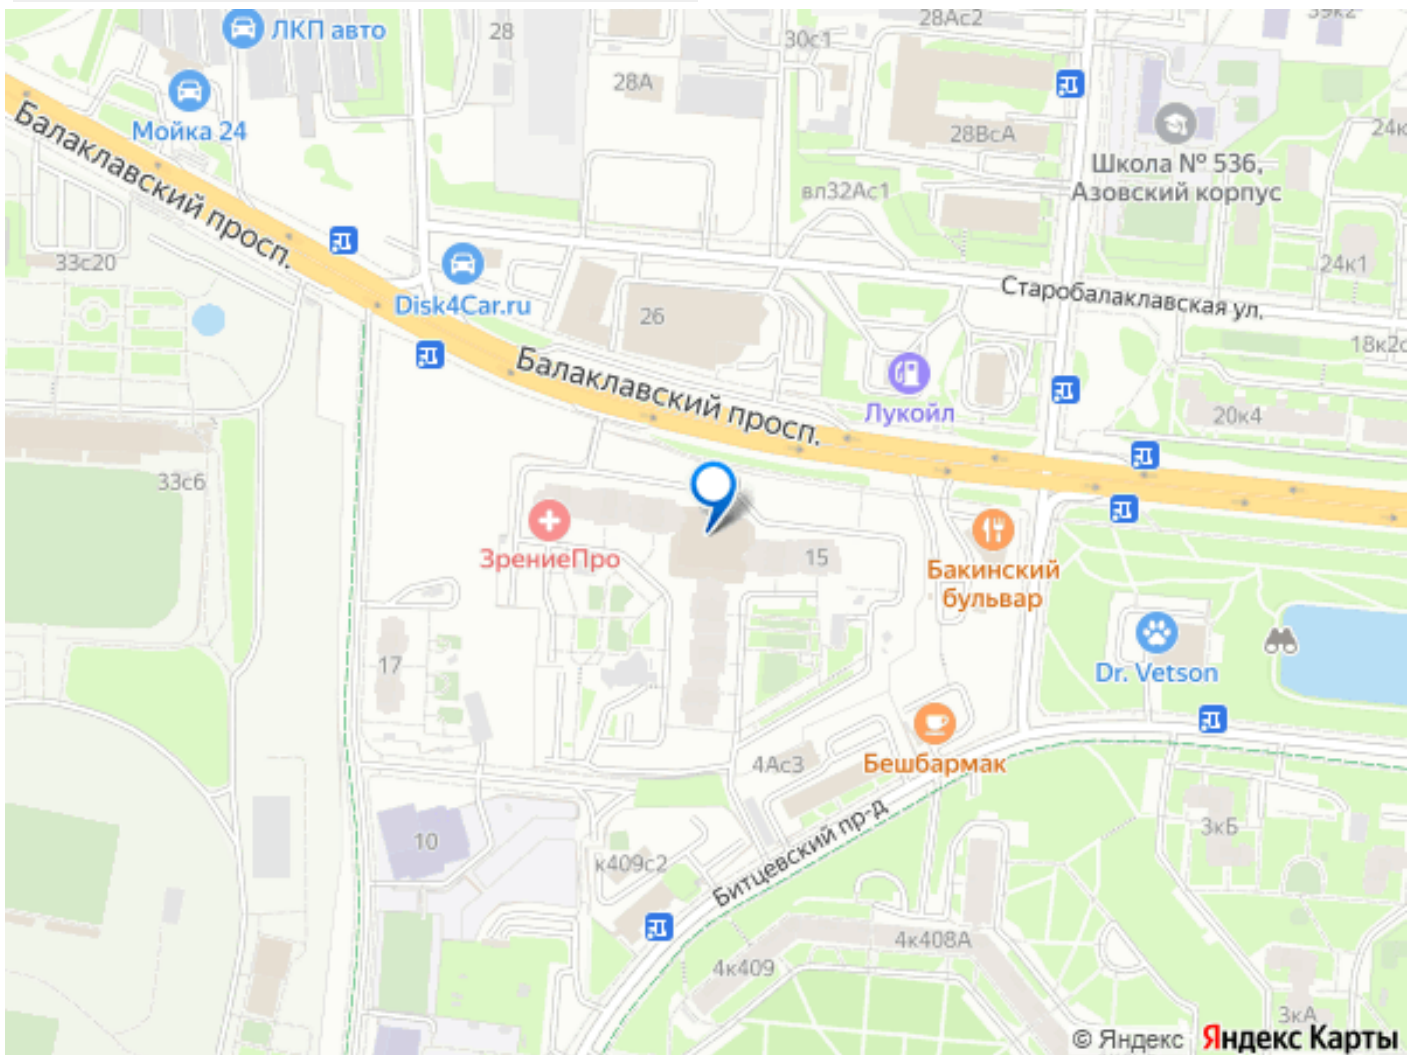 28Ас2
39к2
ЛКП авто
28
30с1
28А
Мойка 24
28ВсА
24к
Школа № 536,
Азовский корпус
Балаклавский просп.
вл32Ас1
33с20
24к1
Disk4Car.ru
Старобалаклавская ул.
26
18к2с
Балаклавский просп.
Лукойл
20к4
33с6
ЗрениеПро
15
Бакинский
бульвар
17
Dr. Vetson
4Ас3
Бешбармак
10
3кБ
к409с2
Битцевский пр-д
4к408А
4к409
3кА
© Яндекс Яндекс Карты